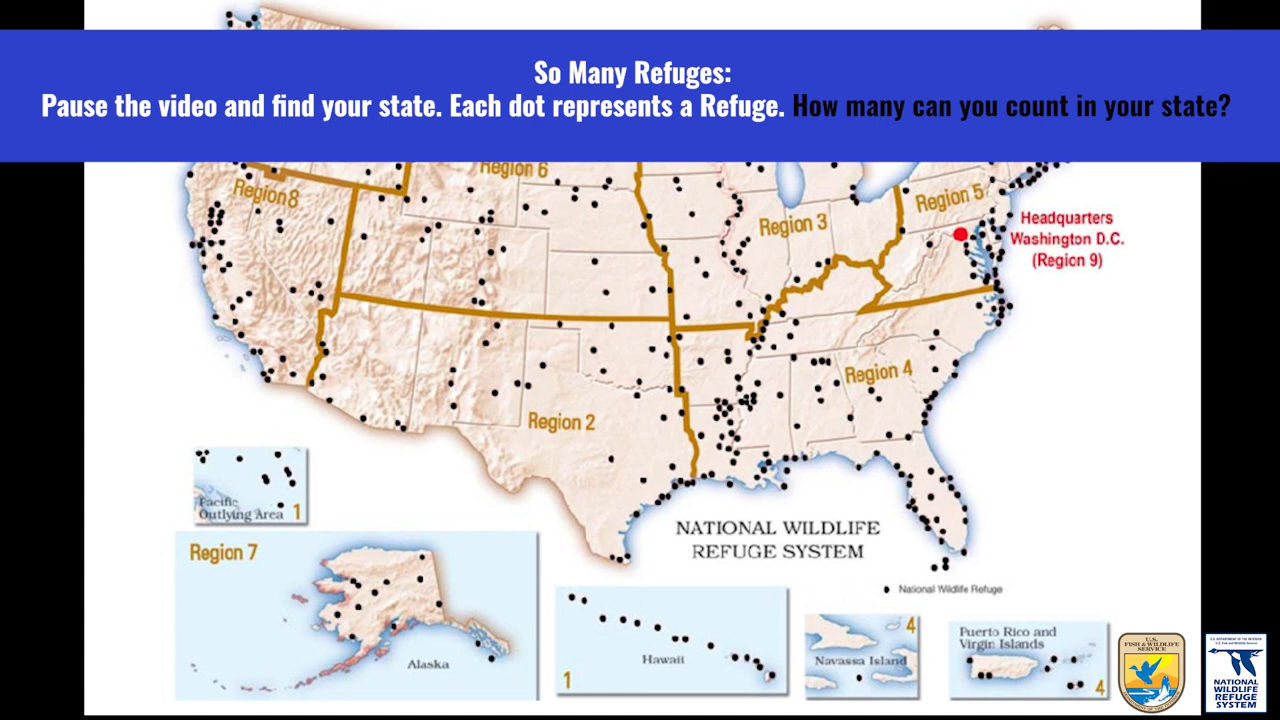 So Many Refuges:
Pause the video and find your state. Each dot represents a Refuge. How many can you count in your state?
Region 6
Region 8
Region 5
Region 3
Headquarters
Washington D.C.
(Region 9)
Region 4
Region 2
Pacific
Outlying Area 1
NATIONAL WILDLIFE
REFUGE SYSTEM
Region 7
National Wildlife Refuge
Alaska
Hawaii
1
4
Navassa Island
Puerto Rico and
Virgin Islands
4
U.S.
FISH & WILDLIFE
SERVICE
NATIONAL
WILDLIFE
REFUGE
SYSTEM